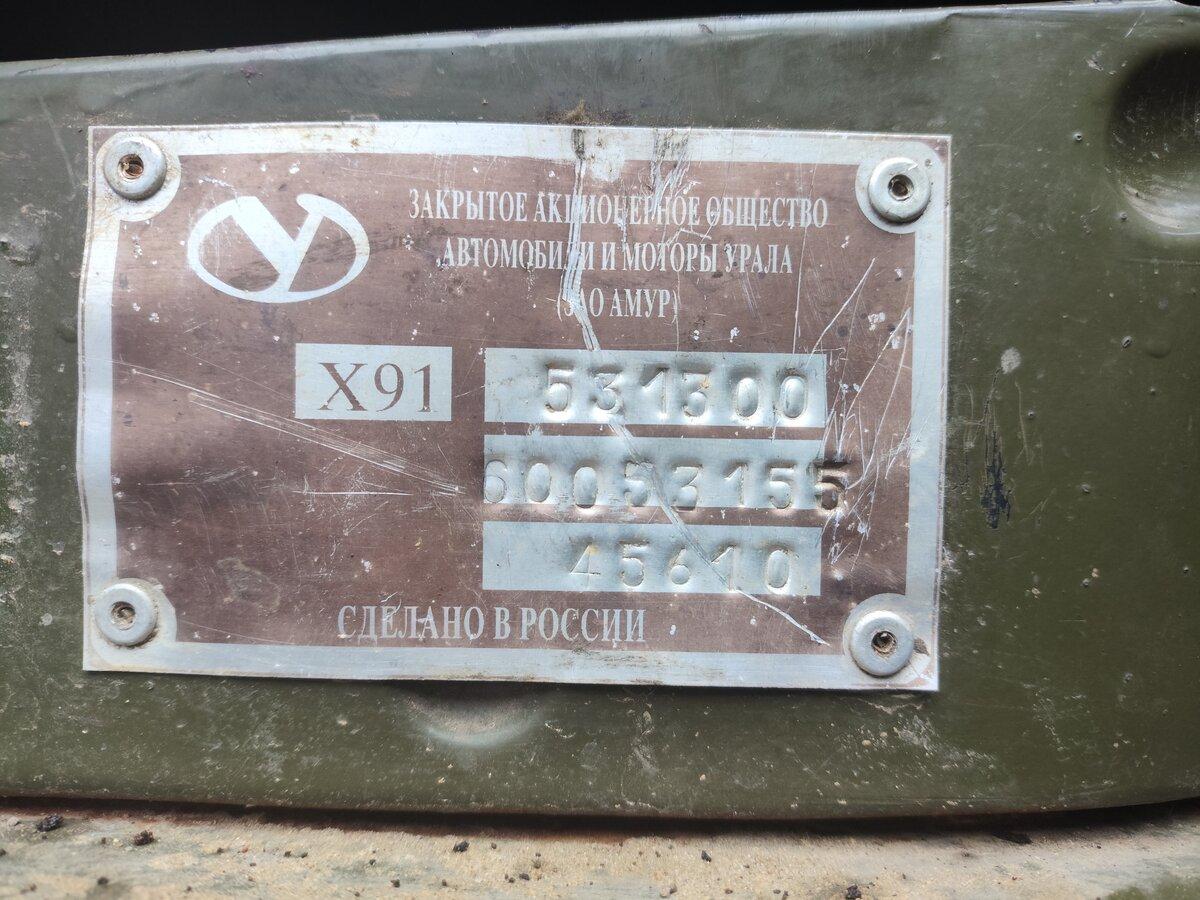 ЗАКРЫТОЕ АКЦИОНЕРНОЕ ОБЩЕСТВО
АВТОМОБИЛИ И МОТОРЫ УРАЛА
(ЗАО АМУР)
X91 531300
60053155
45610
СДЕЛАНО В РОССИИ